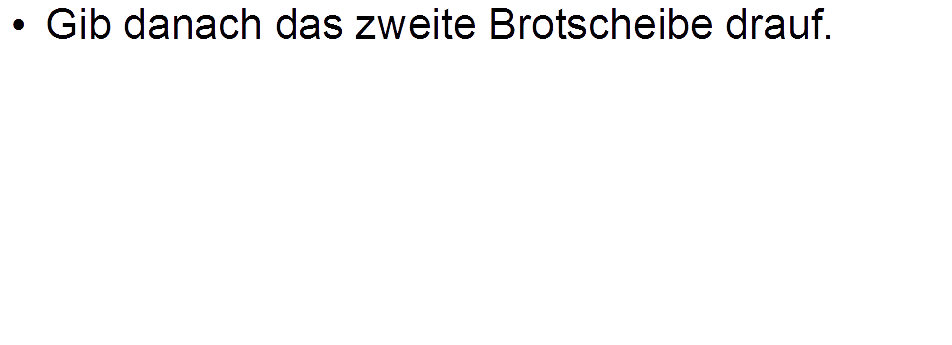 • Gib danach das zweite Brotscheibe drauf.